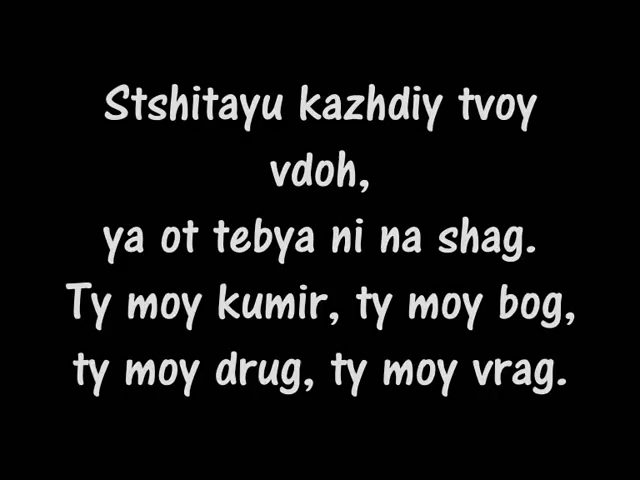 Stshitayu kazhdiy tvoy
vdoh,
ya ot tebya ni na shag.
Ty moy kumir, ty moy bog,
ty moy drug, ty moy vrag.